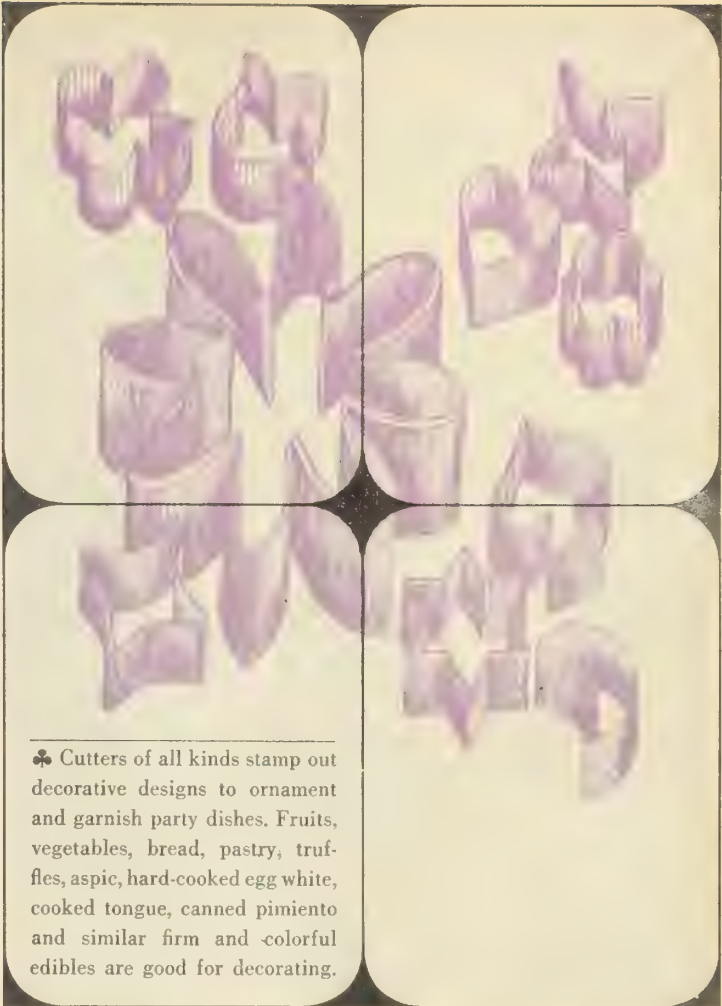 ♣ Cutters of all kinds stamp out
decorative designs to ornament
and garnish party dishes. Fruits,
vegetables, bread, pastry, truf-
fles, aspic, hard-cooked egg white,
cooked tongue, canned pimiento
and similar firm and colorful
edibles are good for decorating.